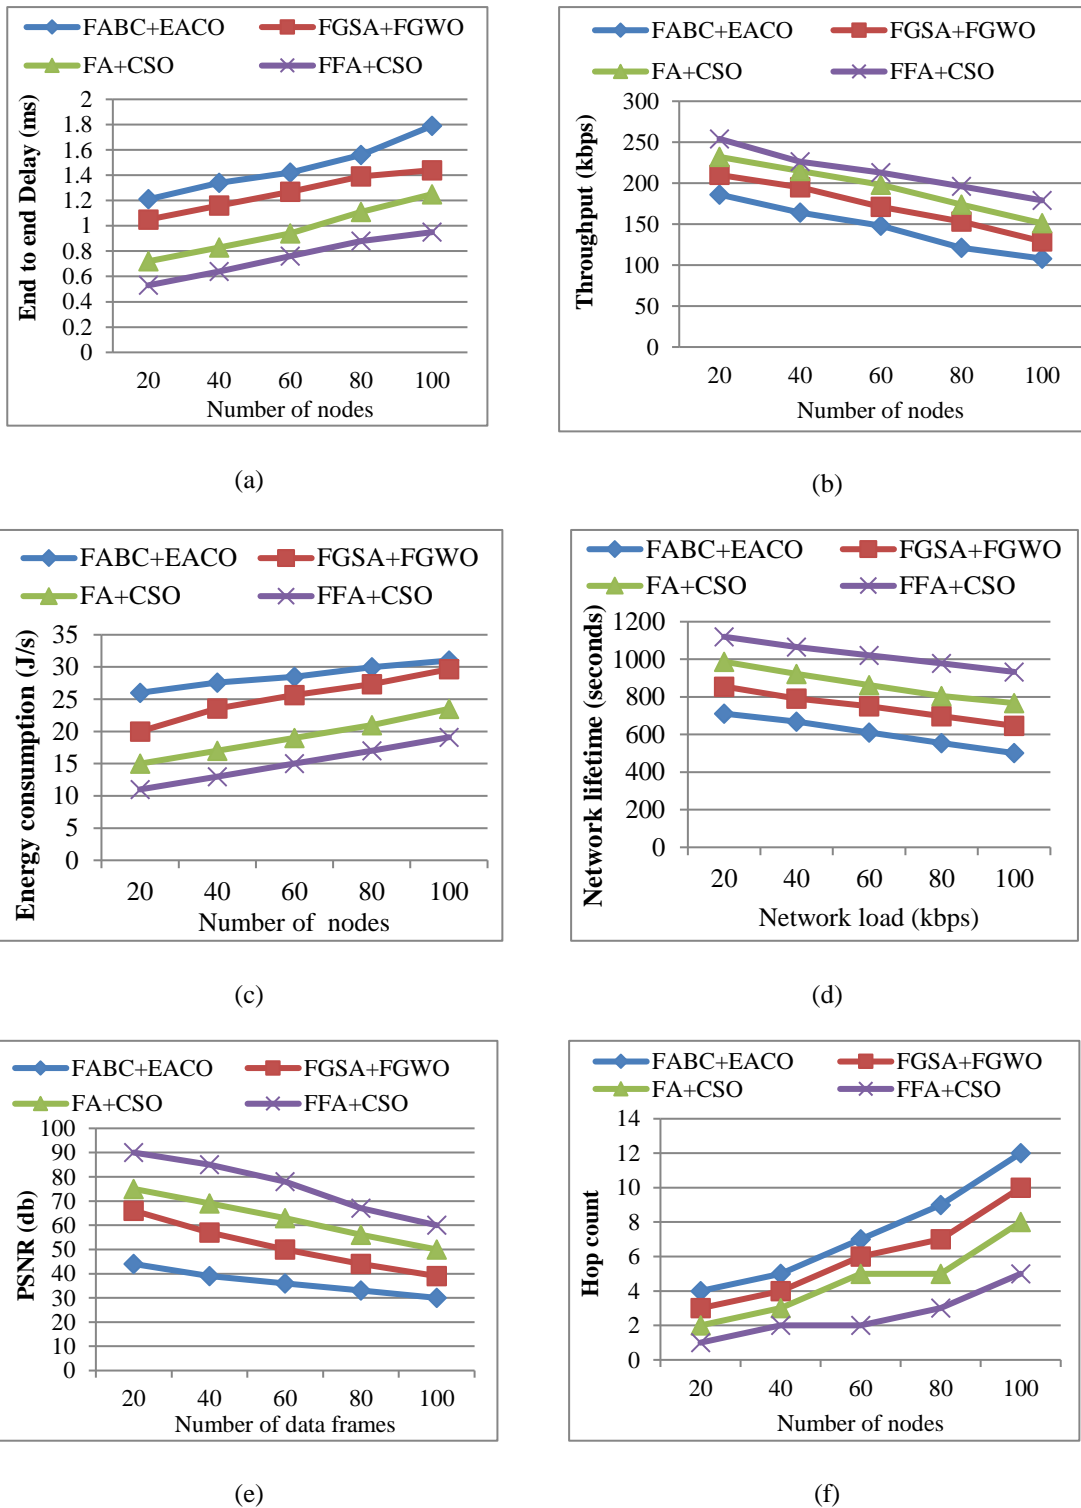 FABC+EACO FGSA+FGWO
FA+CSO FFA+CSO
End to end Delay (ms)
2
1.8
1.6
1.4
1.2
1
0.8
0.6
0.4
0.2
0
20 40 60 80 100
Number of nodes
(a)
FABC+EACO FGSA+FGWO
FA+CSO FFA+CSO
Throughput (kbps)
300
250
200
150
100
50
0
20 40 60 80 100
Number of nodes
(b)
FABC+EACO FGSA+FGWO
FA+CSO FFA+CSO
Energy consumption (J/s)
35
30
25
20
15
10
5
0
20 40 60 80 100
Number of nodes
(c)
FABC+EACO FGSA+FGWO
FA+CSO FFA+CSO
Network lifetime (seconds)
1200
1000
800
600
400
200
0
20 40 60 80 100
Network load (kbps)
(d)
FABC+EACO FGSA+FGWO
FA+CSO FFA+CSO
PSNR (db)
100
90
80
70
60
50
40
30
20
10
0
20 40 60 80 100
Number of data frames
(e)
FABC+EACO FGSA+FGWO
FA+CSO FFA+CSO
Hop count
14
12
10
8
6
4
2
0
20 40 60 80 100
Number of nodes
(f)